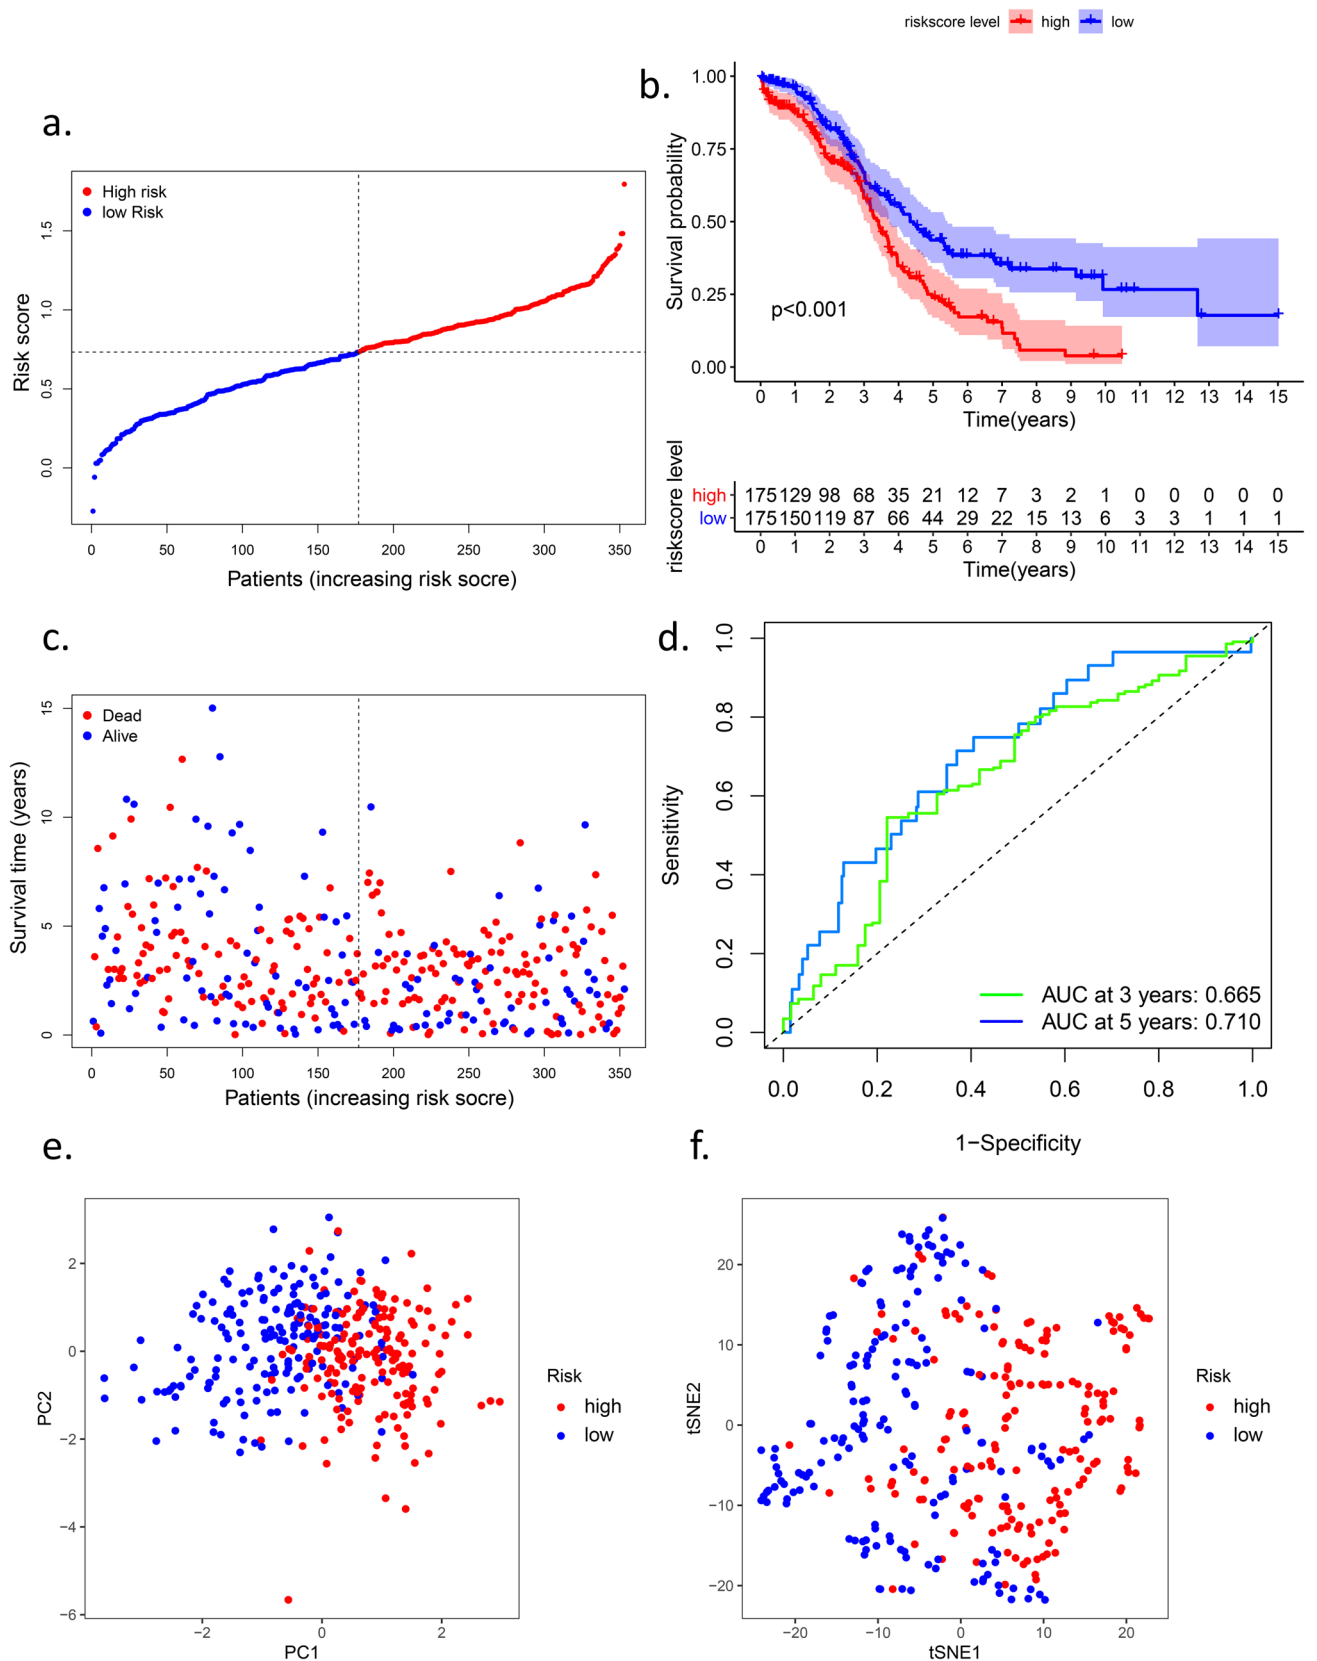 riskscore level high low
a.
High risk
low Risk
Risk score
0.0 0.5 1.0 1.5
0 50 100 150 200 250 300 350
Patients (increasing risk socre)
b.
Survival probability
1.00
0.75
0.50
0.25
0.00
p<0.001
0 1 2 3 4 5 6 7 8 9 10 11 12 13 14 15
Time(years)
riskscore level
high 175 129 98 68 35 21 12 7 3 2 1 0 0 0 0 0
low 175 150 119 87 66 44 29 22 15 13 6 3 3 1 1 1
0 1 2 3 4 5 6 7 8 9 10 11 12 13 14 15
Time(years)
c.
Dead
Alive
Survival time (years)
0 5 10 15
0 50 100 150 200 250 300 350
Patients (increasing risk socre)
d.
Sensitivity
0.0 0.2 0.4 0.6 0.8 1.0
AUC at 3 years: 0.665
AUC at 5 years: 0.710
0.0 0.2 0.4 0.6 0.8 1.0
1−Specificity
e.
PC2
2
0
−2
−4
−6
−2 0 2
PC1
Risk
high
low
f.
tSNE2
20
10
0
−10
−20
−20 −10 0 10 20
tSNE1
Risk
high
low